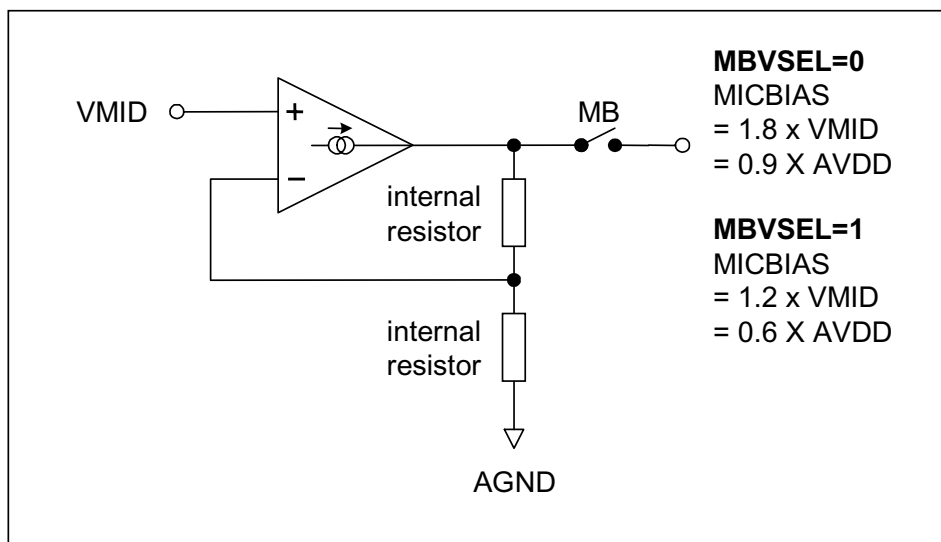 MBVSEL=0
MICBIAS
= 1.8 x VMID
= 0.9 X AVDD
VMID
+
MB
−
internal
resistor
MBVSEL=1
MICBIAS
= 1.2 x VMID
= 0.6 X AVDD
internal
resistor
AGND